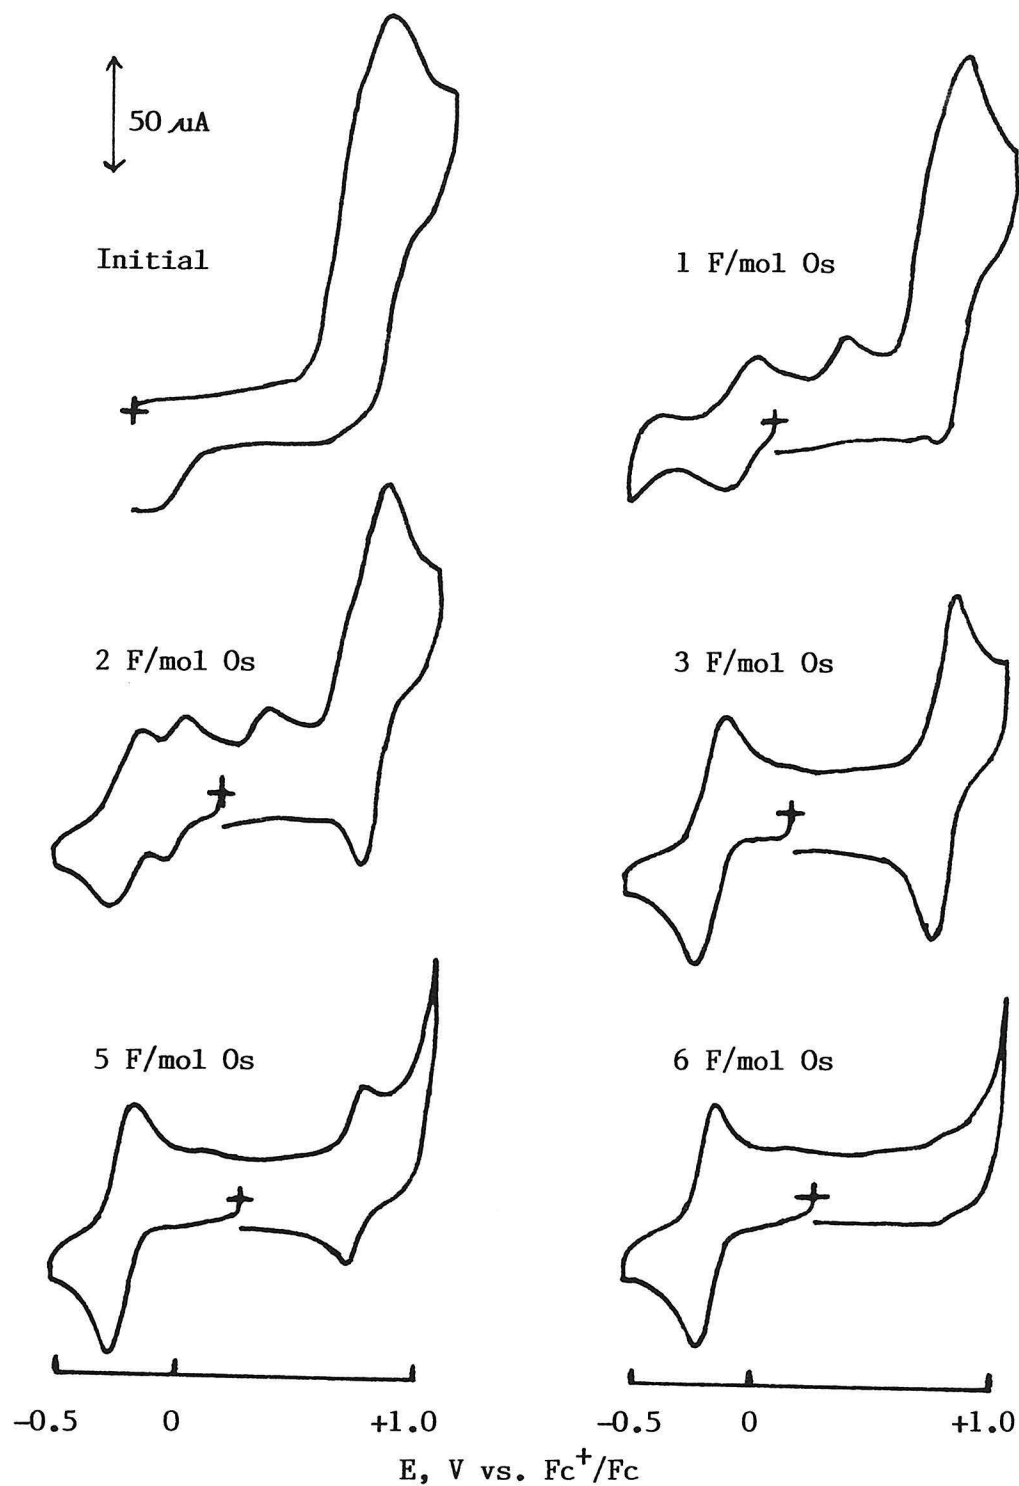 50 μA
Initial
1 F/mol Os
2 F/mol Os
3 F/mol Os
5 F/mol Os
6 F/mol Os
-0.5 0 +1.0
-0.5 0 +1.0
E, V vs. Fc⁺/Fc